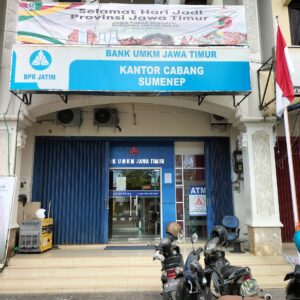 Selamat Hari Jadi
Provinsi Jawa Timur
BANK UMKM JAWA TIMUR
BPR JATIM
KANTOR CABANG
SUMENEP
K UMKM JAWA TIMUR
ATM